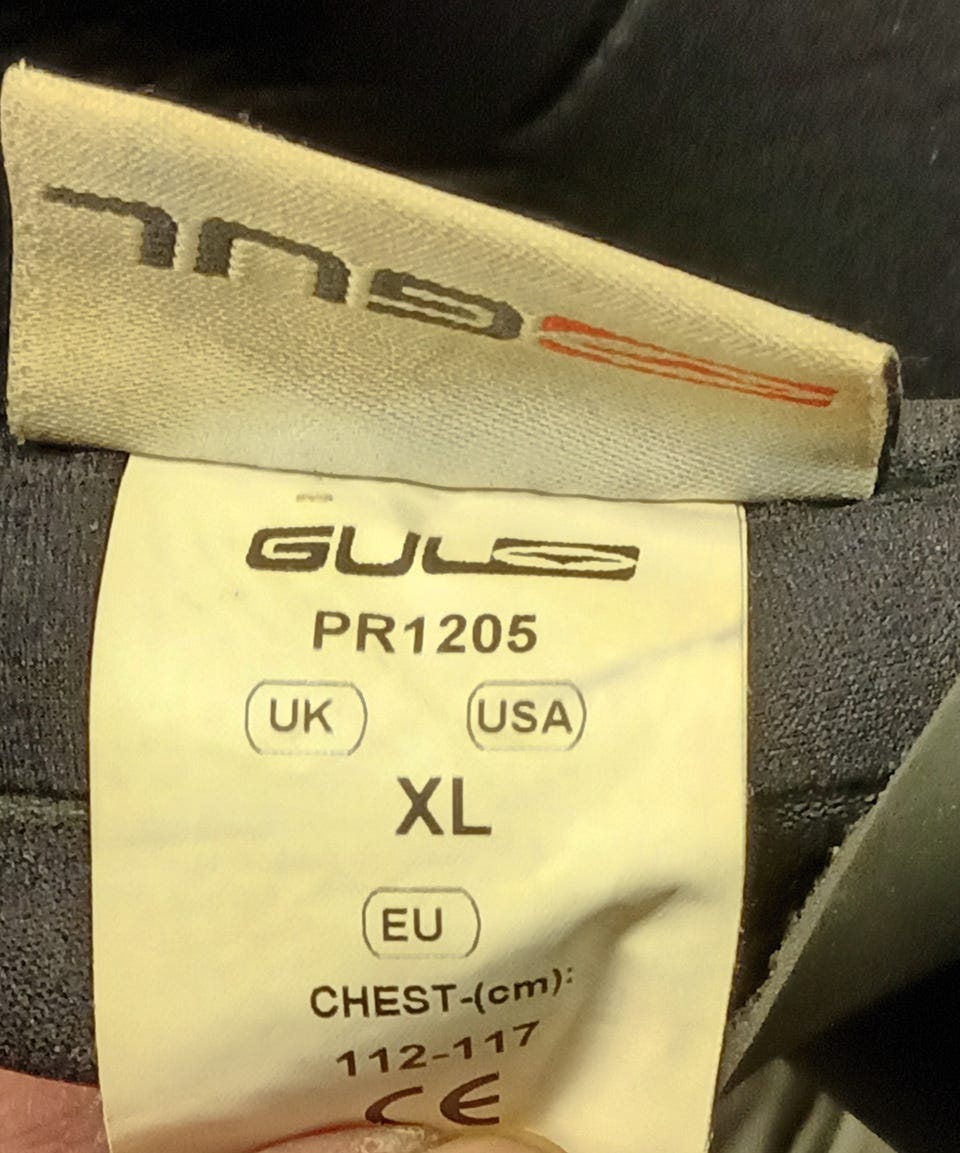 GUL
GUL
PR1205
UK USA
XL
EU
CHEST-(cm):
112-117
CE